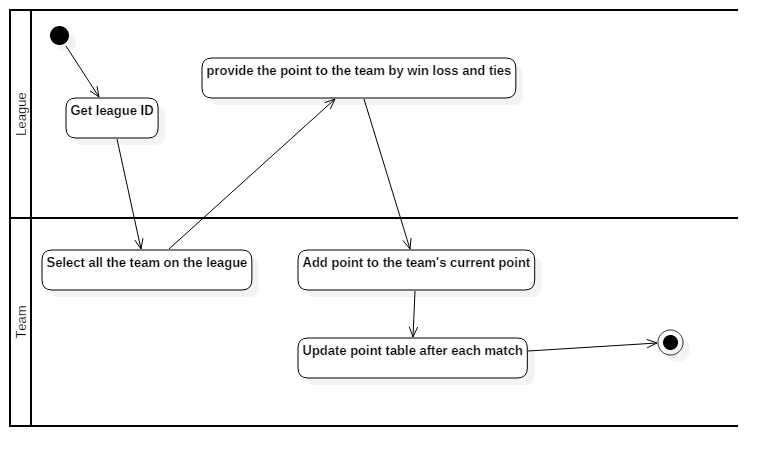 League
provide the point to the team by win loss and ties
Get league ID
Team
Select all the team on the league
Add point to the team's current point
Update point table after each match